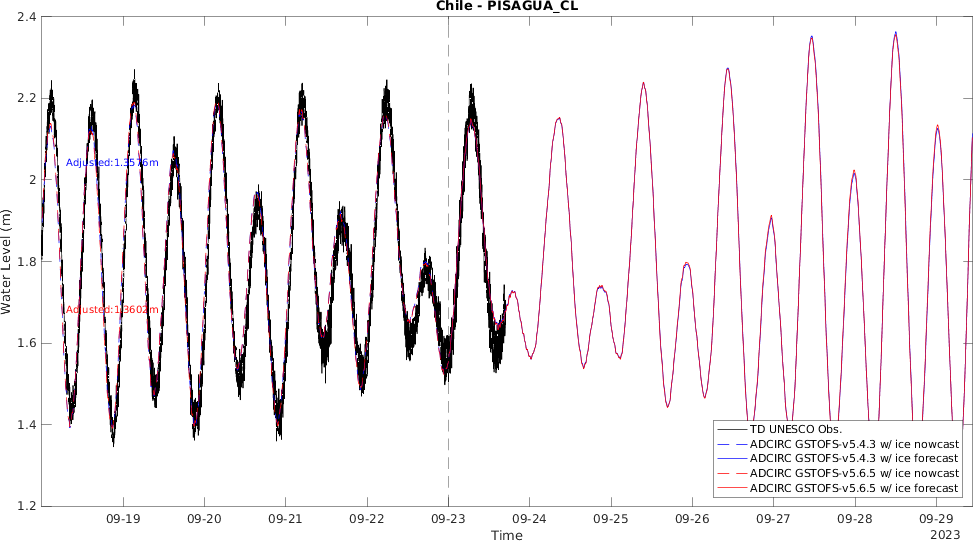 Chile - PISAGUA_CL
2.4
2.2
2
1.8
1.6
1.4
1.2
Water Level (m)
Adjusted:1.3576m
Adjusted:1.3602m
TD UNESCO Obs.
ADCIRC GSTOFS-v5.4.3 w/ ice nowcast
ADCIRC GSTOFS-v5.4.3 w/ ice forecast
ADCIRC GSTOFS-v5.6.5 w/ ice nowcast
ADCIRC GSTOFS-v5.6.5 w/ ice forecast
09-19 09-20 09-21 09-22 09-23 09-24 09-25 09-26 09-27 09-28 09-29
Time
2023